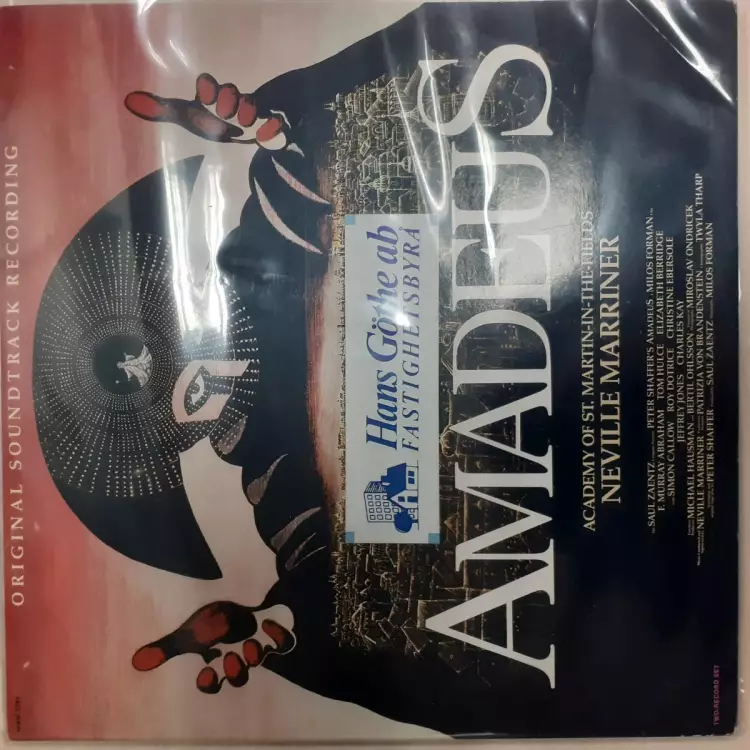 ORIGINAL SOUNDTRACK RECORDING
Hans Göthe ab
FASTIGHETSBYRÅ
AMADEUS
ACADEMY OF ST. MARTIN-IN-THE-FIELDS
NEVILLE MARRINER
SAUL ZAENTZ PETER SHAFFER'S AMADEUS MILOS FORMAN
F. MURRAY ABRAHAM TOM HULCE ELIZABETH BERRIDGE
SIMON CALLOW ROY DOTRICE CHRISTINE EBERSOLE
JEFFREY JONES CHARLES KAY
MICHAEL HAUSMAN BERTIL OHLSSON MIROSLAV ONDRICEK
NEVILLE MARRINER PATRIZIA VON BRANDENSTEIN TWYLA THARP
PETER SHAFFER SAUL ZAENTZ MILOS FORMAN
TWO-RECORD SET